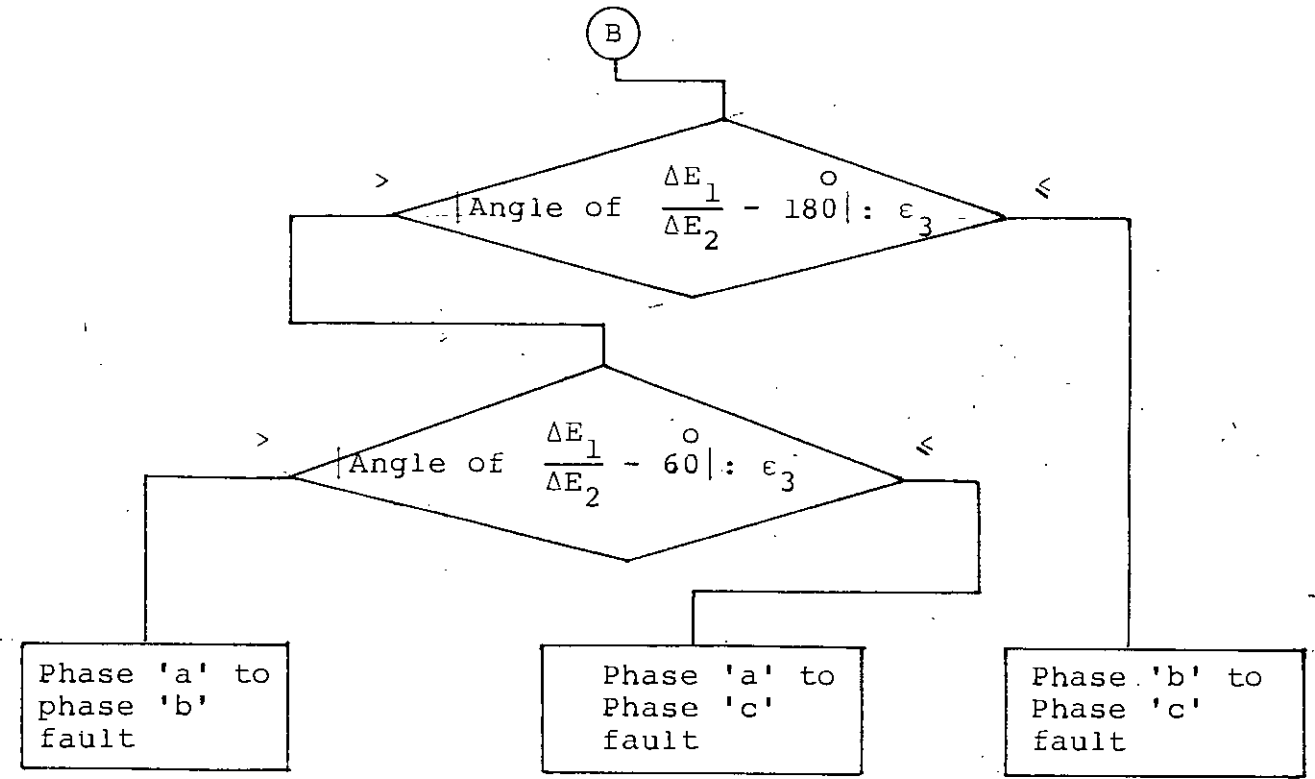 B
> |Angle of ΔE₁/ΔE₂ - 180°|: ε₃ ⩽
> |Angle of ΔE₁/ΔE₂ - 60°|: ε₃ ⩽
Phase 'a' to
phase 'b'
fault
Phase 'a' to
Phase 'c'
fault
Phase 'b' to
Phase 'c'
fault